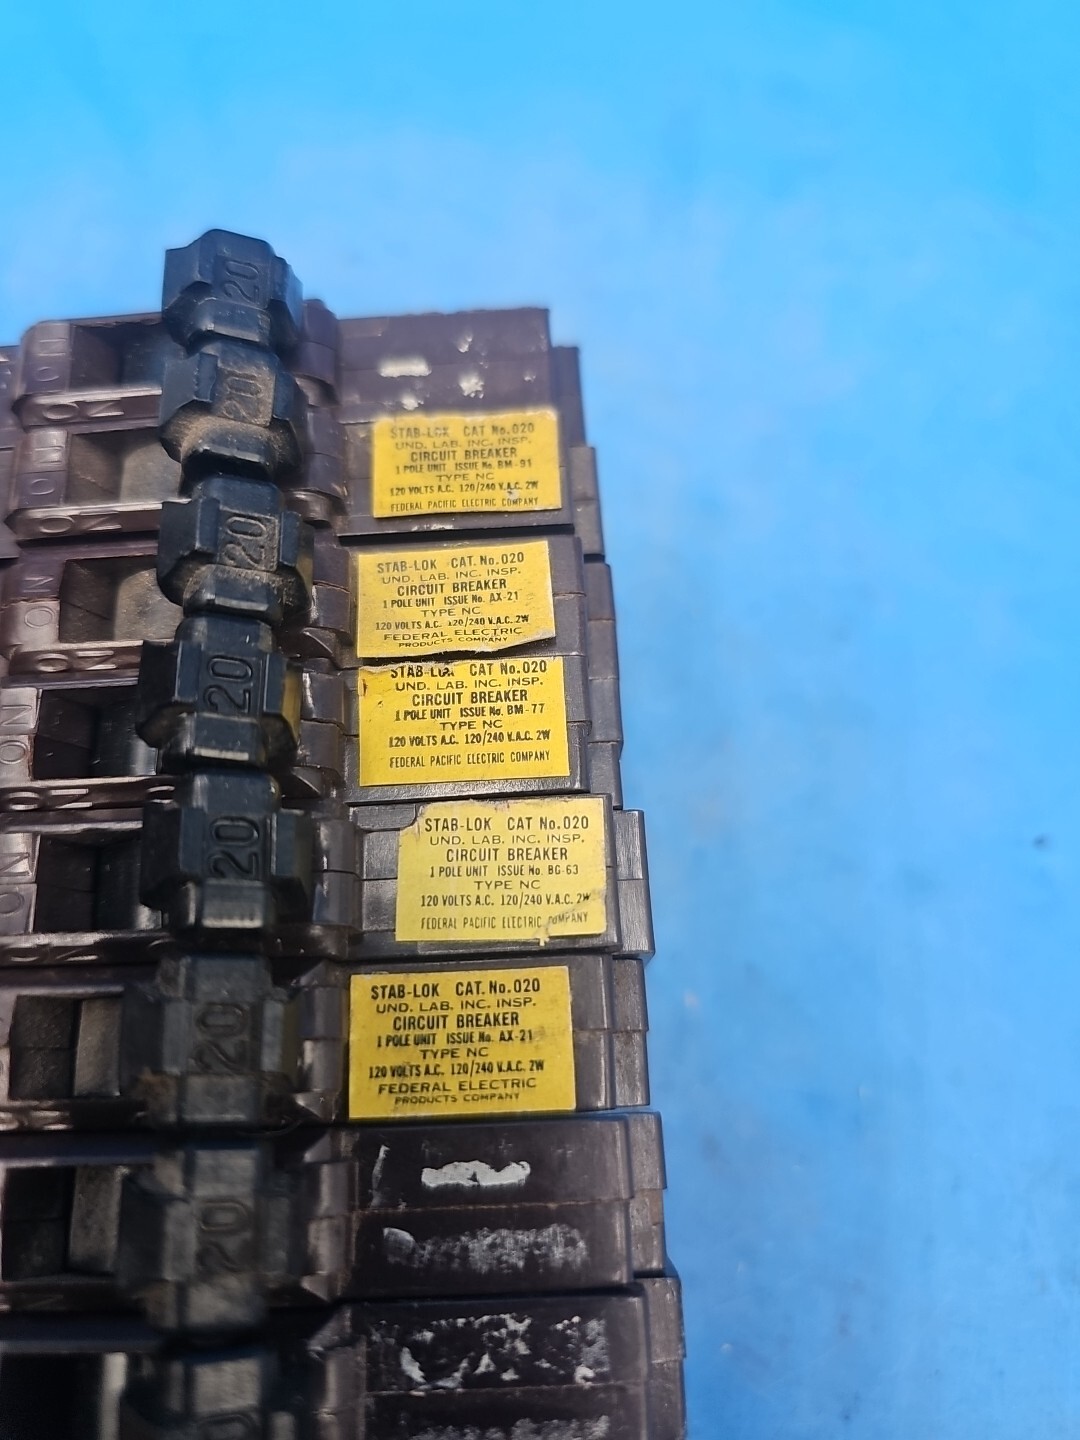 20
20
20
20
20
20
20
ON
ON
ON
ON
STAB-LOK CAT No.020
UND. LAB. INC. INSP.
CIRCUIT BREAKER
1 POLE UNIT ISSUE No. BM-91
TYPE NC
120 VOLTS A.C. 120/240 V.A.C. 2W
FEDERAL PACIFIC ELECTRIC COMPANY
STAB-LOK CAT. No.020
UND. LAB. INC. INSP.
CIRCUIT BREAKER
1 POLE UNIT ISSUE No. AX-21
TYPE NC
120 VOLTS A.C. 120/240 V.A.C. 2W
FEDERAL ELECTRIC
PRODUCTS COMPANY
STAB-LOK CAT No.020
UND. LAB. INC. INSP.
CIRCUIT BREAKER
1 POLE UNIT ISSUE No. BM-77
TYPE NC
120 VOLTS A.C. 120/240 V.A.C. 2W
FEDERAL PACIFIC ELECTRIC COMPANY
STAB-LOK CAT No.020
UND. LAB. INC. INSP.
CIRCUIT BREAKER
1 POLE UNIT ISSUE No. BG-63
TYPE NC
120 VOLTS A.C. 120/240 V.A.C. 2W
FEDERAL PACIFIC ELECTRIC COMPANY
STAB-LOK CAT. No.020
UND. LAB. INC. INSP.
CIRCUIT BREAKER
1 POLE UNIT ISSUE No. AX-21
TYPE NC
120 VOLTS A.C. 120/240 V.A.C. 2W
FEDERAL ELECTRIC
PRODUCTS COMPANY